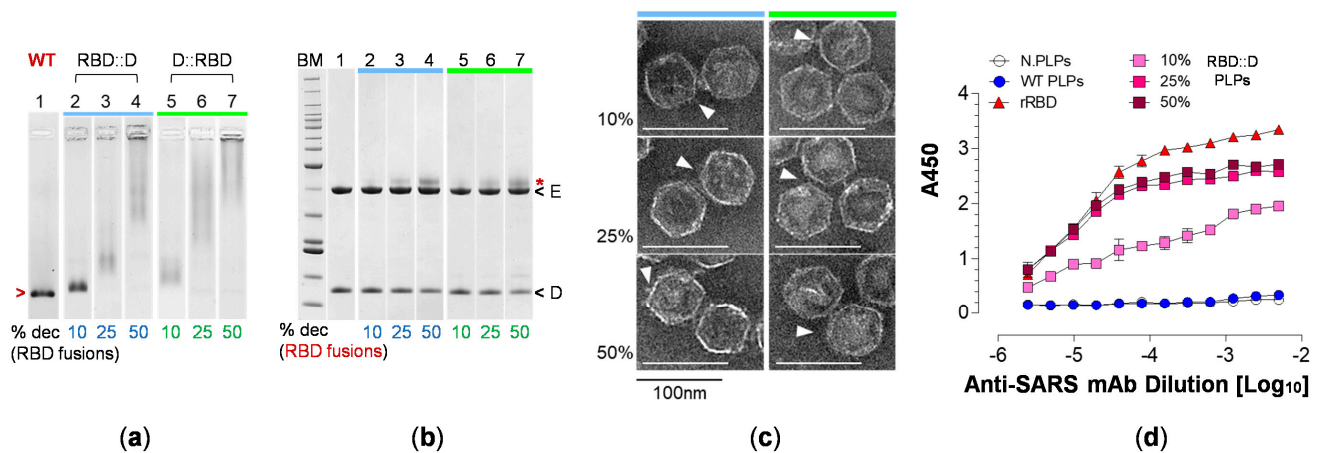 WT RBD::D D::RBD
1 2 3 4 5 6 7
>
% dec 10 25 50 10 25 50
(RBD fusions)
(a)
BM 1 2 3 4 5 6 7
*
< E
< D
% dec 10 25 50 10 25 50
(RBD fusions)
(b)
10%
25%
50%
100nm
(c)
N.PLPs 10% RBD::D
WT PLPs 25% PLPs
rRBD 50%
4
3
2
1
0
A450
-6 -5 -4 -3 -2
Anti-SARS mAb Dilution [Log10]
(d)